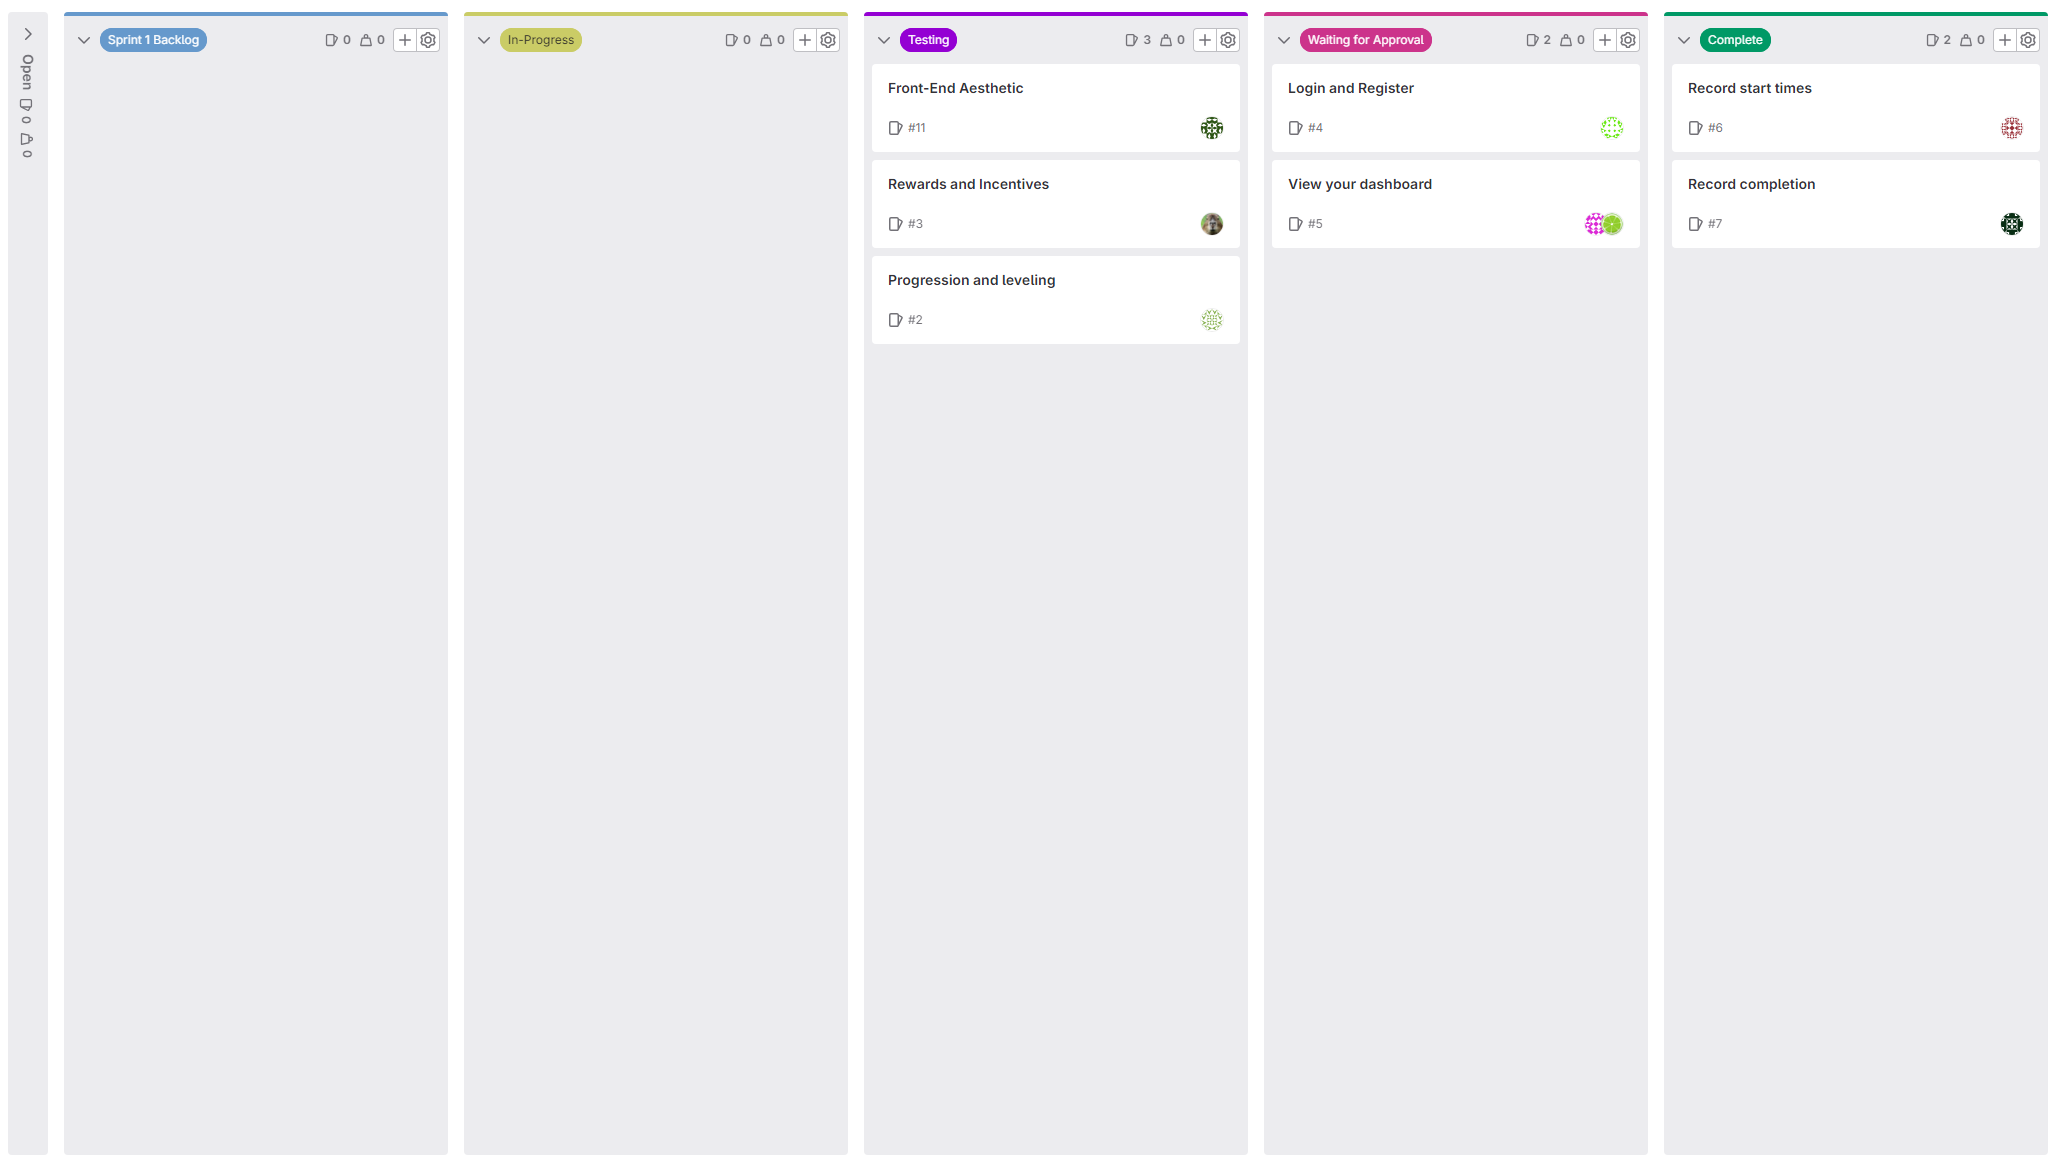 Open 0 0
Sprint 1 Backlog 0 0
In-Progress 0 0
Testing 3 0
Front-End Aesthetic
#11
Rewards and Incentives
#3
Progression and leveling
#2
Waiting for Approval 2 0
Login and Register
#4
View your dashboard
#5
Complete 2 0
Record start times
#6
Record completion
#7